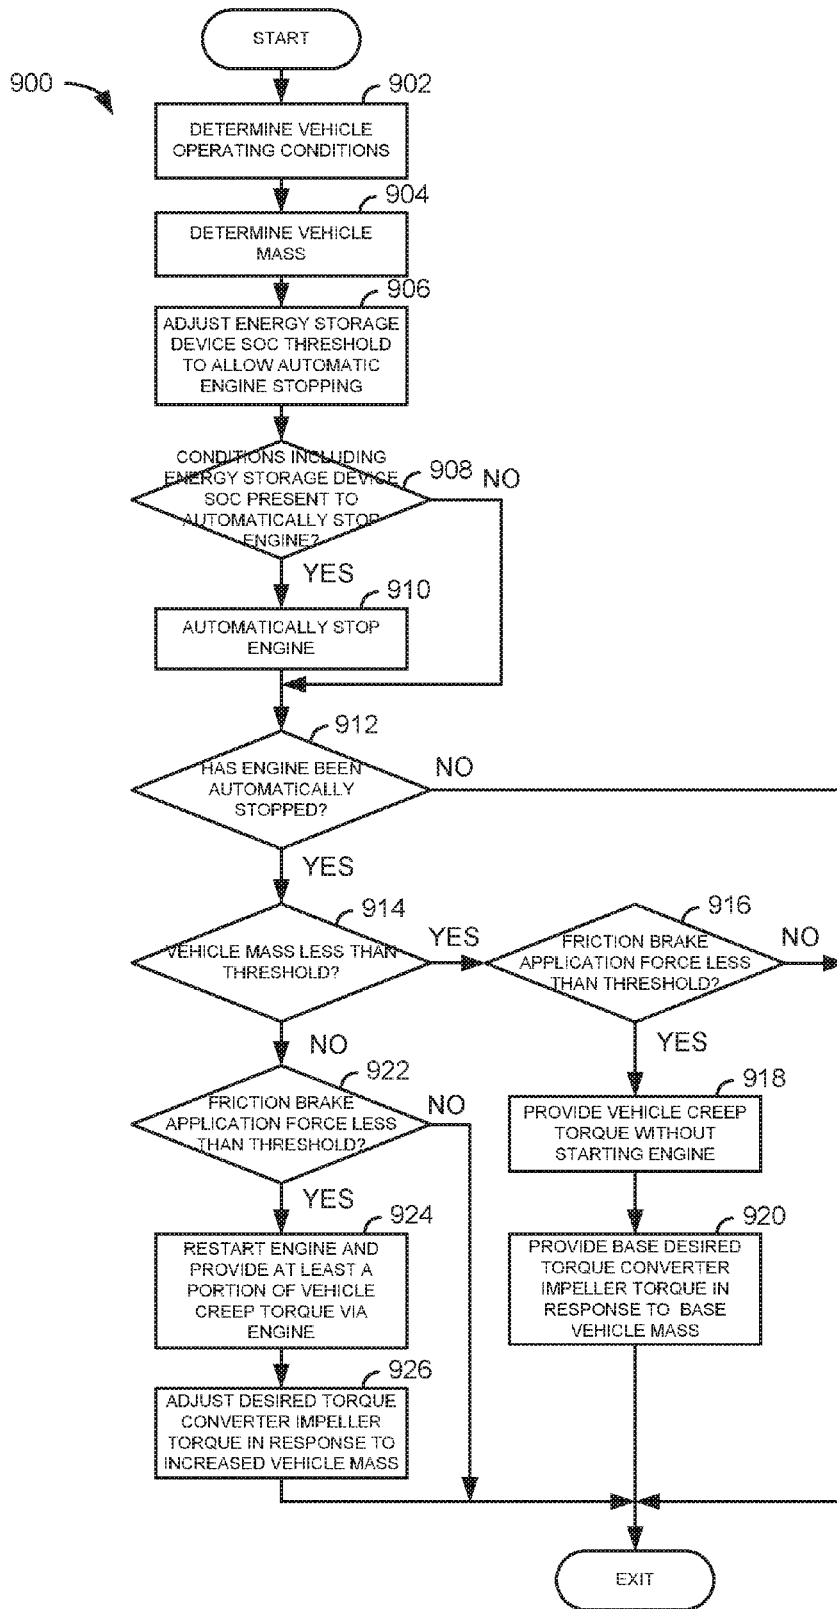 START
900
902
DETERMINE VEHICLE
OPERATING CONDITIONS
904
DETERMINE VEHICLE
MASS
906
ADJUST ENERGY STORAGE
DEVICE SOC THRESHOLD
TO ALLOW AUTOMATIC
ENGINE STOPPING
CONDITIONS INCLUDING
ENERGY STORAGE DEVICE
SOC PRESENT TO
AUTOMATICALLY STOP
ENGINE?
908
NO
YES
910
AUTOMATICALLY STOP
ENGINE
912
HAS ENGINE BEEN
AUTOMATICALLY
STOPPED?
NO
YES
914
VEHICLE MASS LESS THAN
THRESHOLD?
YES
916
FRICTION BRAKE
APPLICATION FORCE LESS
THAN THRESHOLD?
NO
YES
918
PROVIDE VEHICLE CREEP
TORQUE WITHOUT
STARTING ENGINE
920
PROVIDE BASE DESIRED
TORQUE CONVERTER
IMPELLER TORQUE IN
RESPONSE TO BASE
VEHICLE MASS
NO
922
FRICTION BRAKE
APPLICATION FORCE LESS
THAN THRESHOLD?
NO
YES
924
RESTART ENGINE AND
PROVIDE AT LEAST A
PORTION OF VEHICLE
CREEP TORQUE VIA
ENGINE
926
ADJUST DESIRED TORQUE
CONVERTER IMPELLER
TORQUE IN RESPONSE TO
INCREASED VEHICLE MASS
EXIT